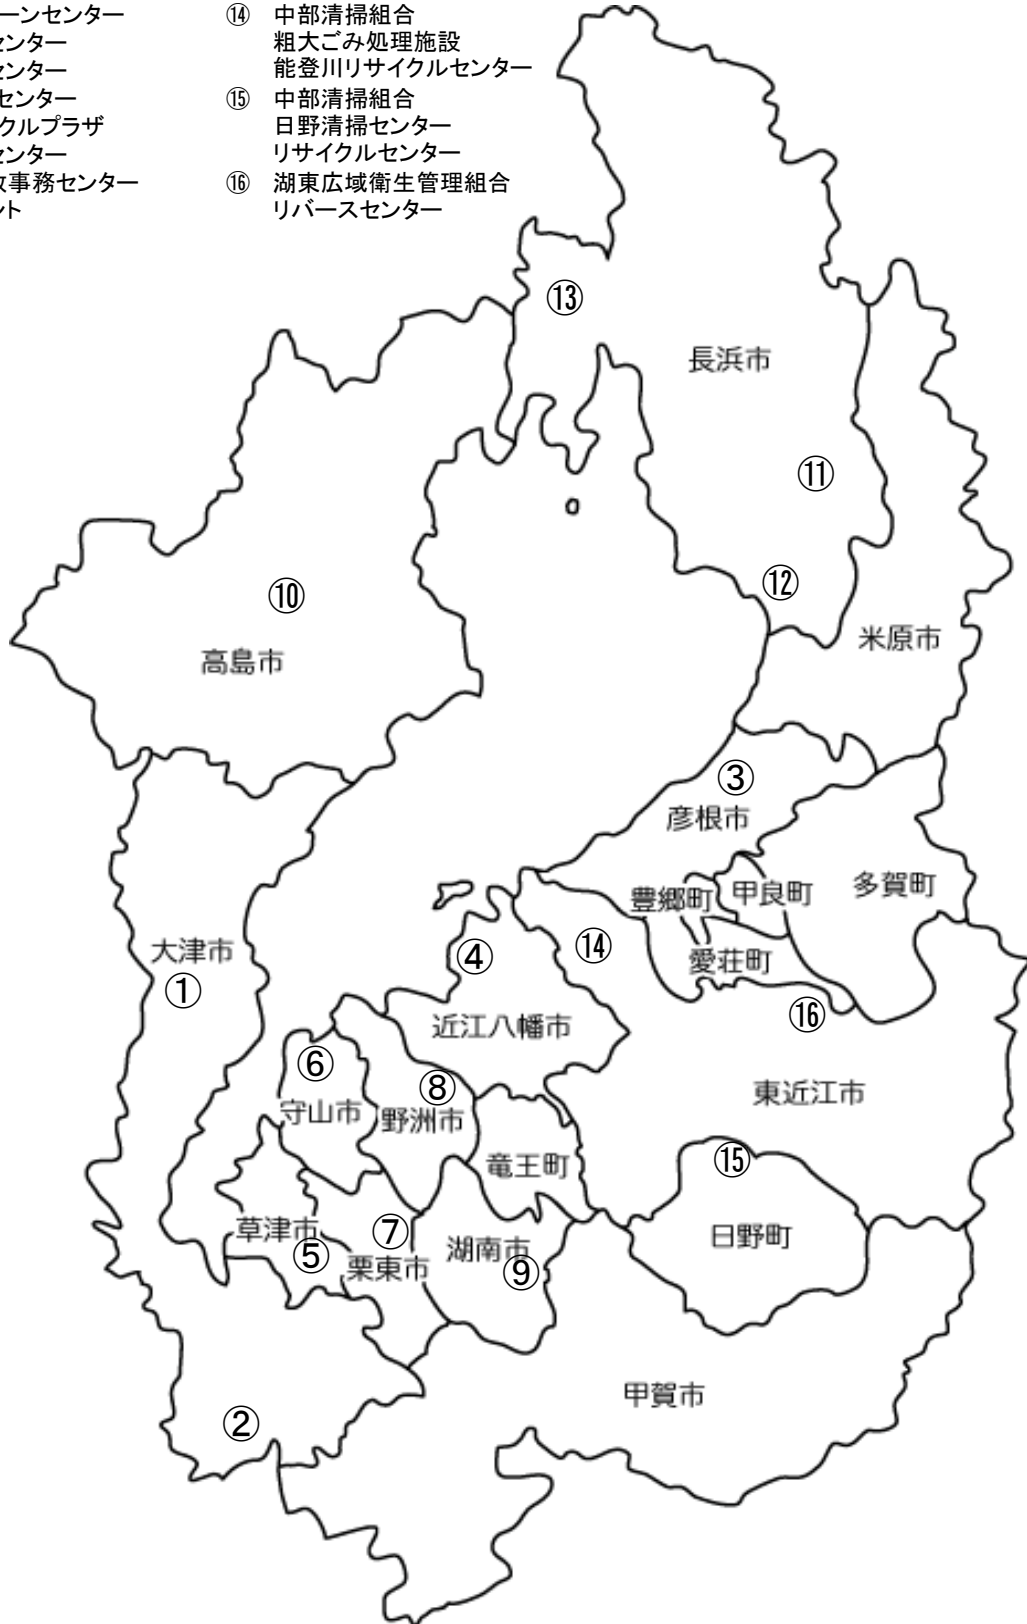 ーンセンター
センター
センター
センター
クルプラザ
センター
事務センター
ント
⑭ 中部清掃組合
粗大ごみ処理施設
能登川リサイクルセンター
⑮ 中部清掃組合
日野清掃センター
リサイクルセンター
⑯ 湖東広域衛生管理組合
リバースセンター
⑬
長浜市
⑪
⑫
⑩
米原市
高島市
③
彦根市
多賀町
豊郷町
甲良町
大津市
④
⑭
愛荘町
①
⑯
近江八幡市
⑥
⑧
東近江市
守山市
野洲市
⑮
竜王町
草津市
⑦
日野町
⑤
湖南市
栗東市
⑨
甲賀市
②